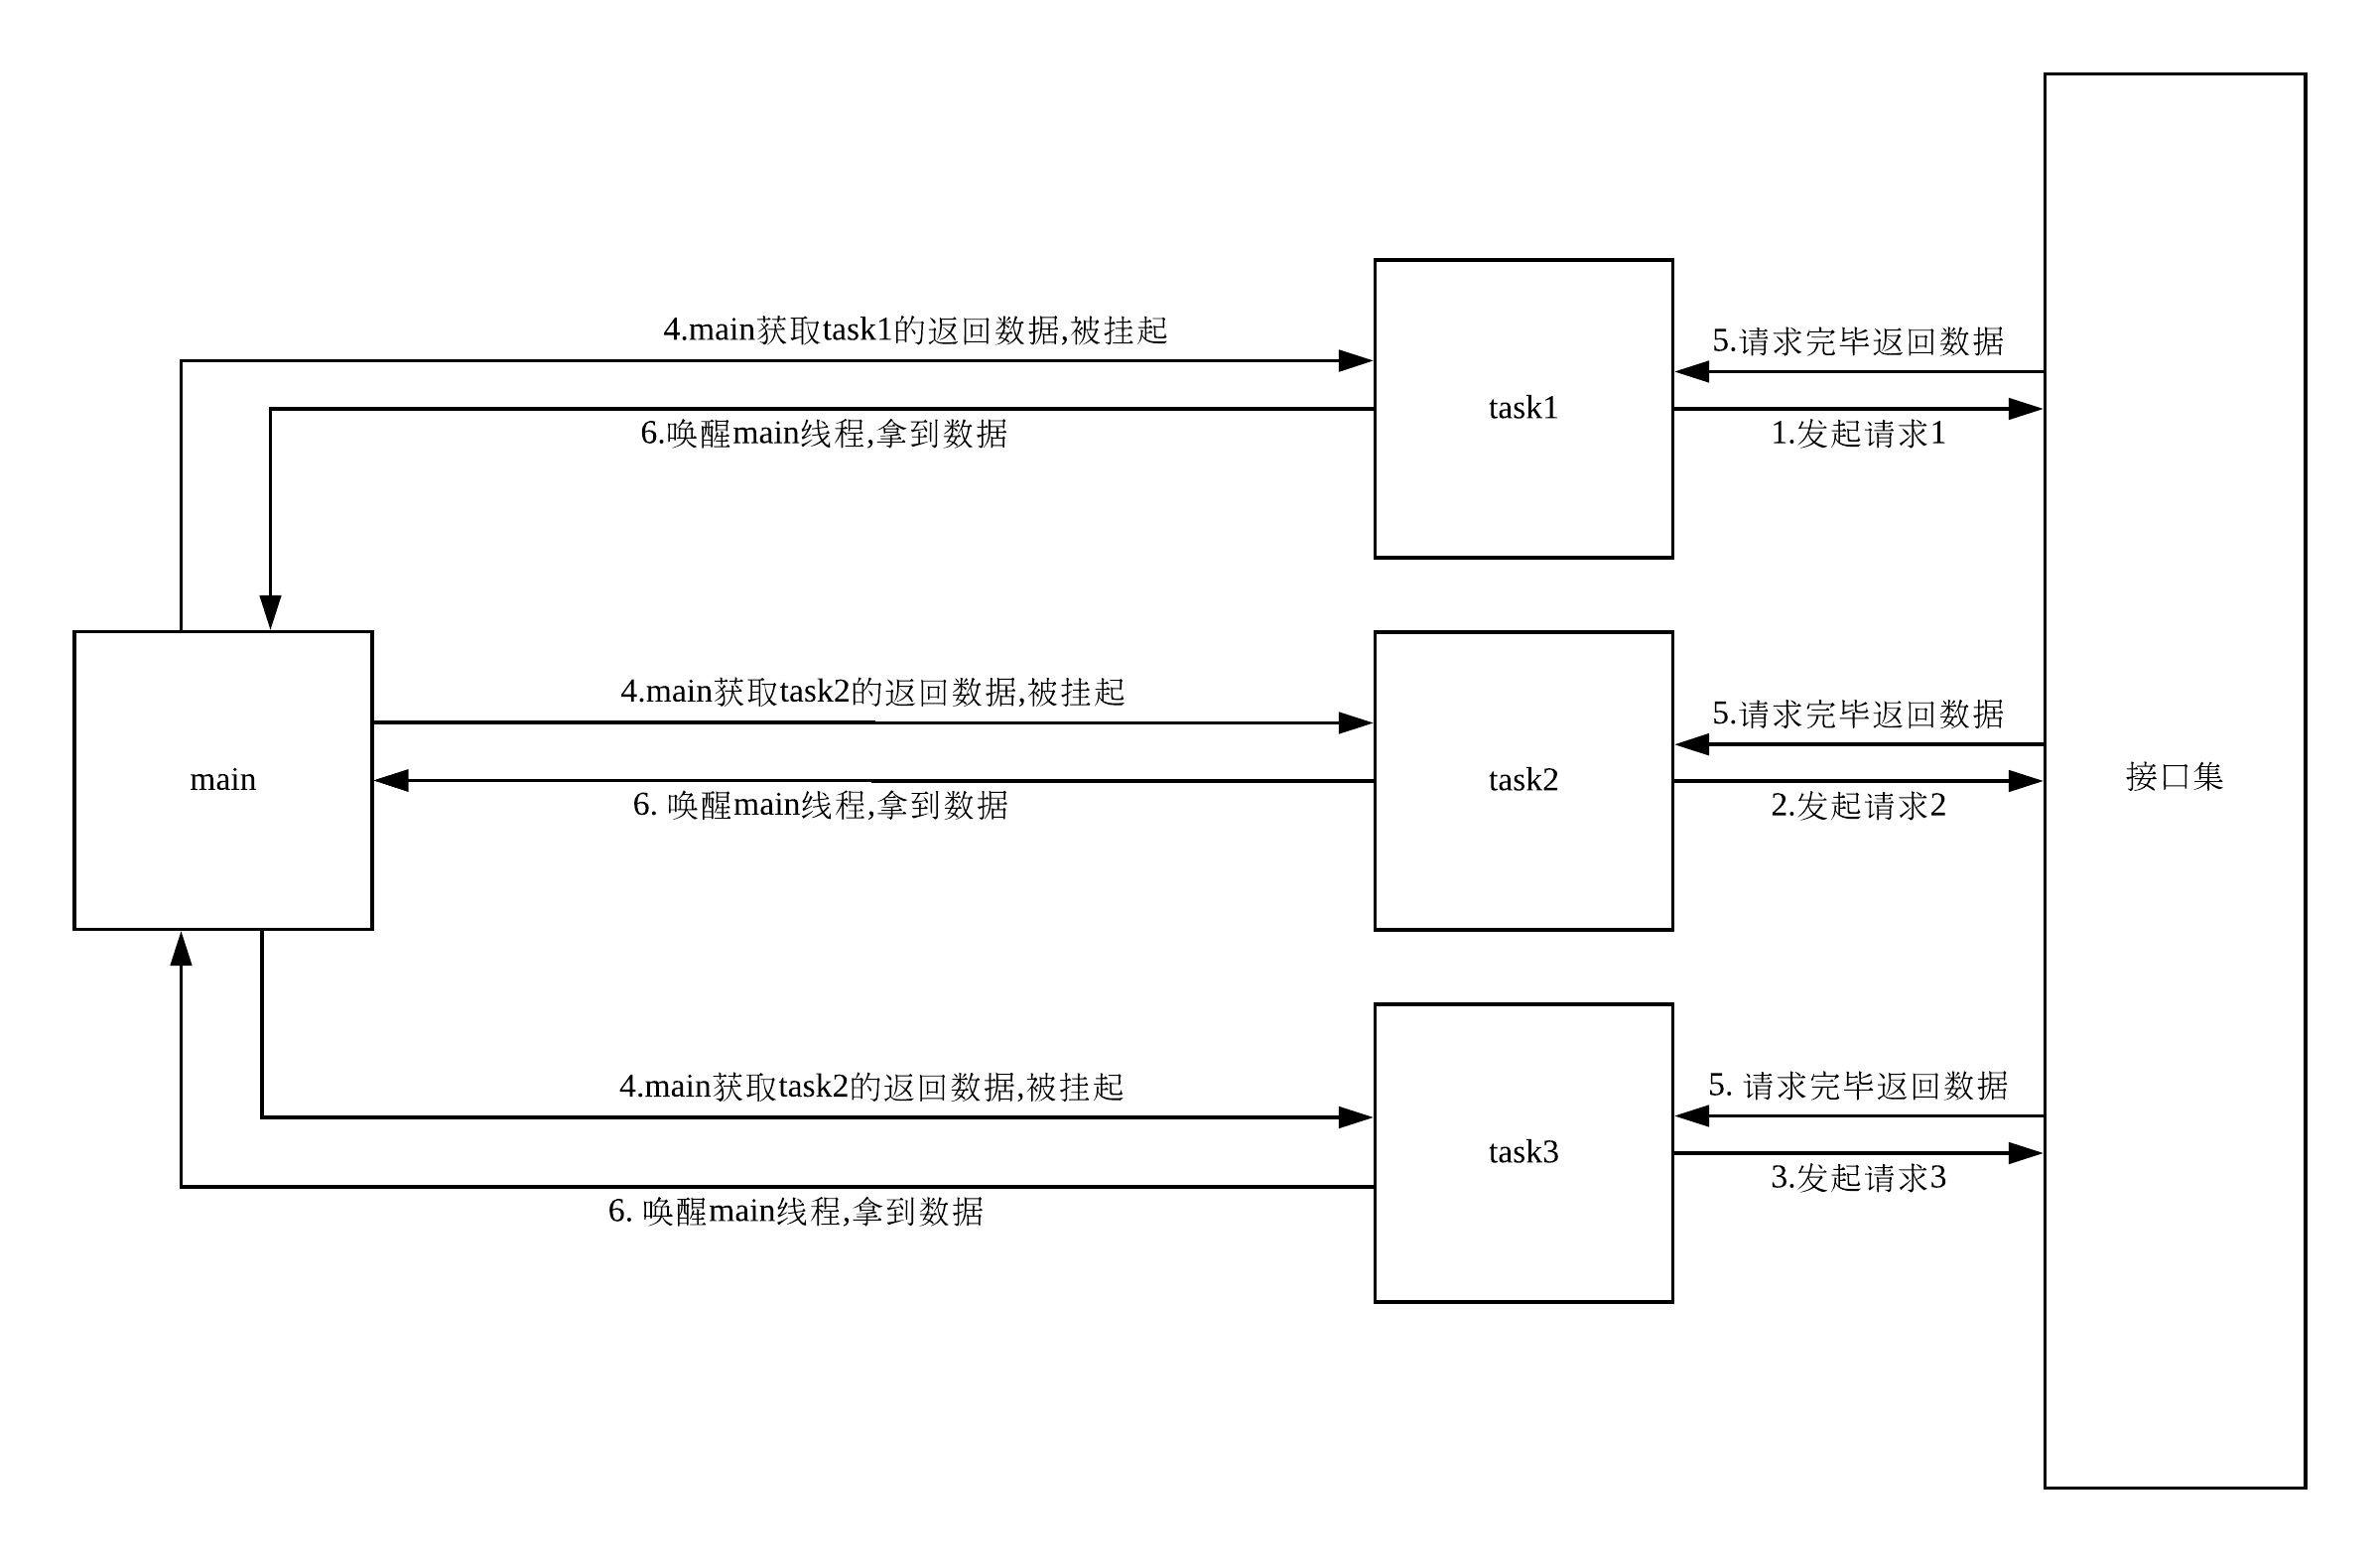 4.main获取task1的返回数据,被挂起
5.请求完毕返回数据
task1
6.唤醒main线程,拿到数据
1.发起请求1
4.main获取task2的返回数据,被挂起
5.请求完毕返回数据
main
task2
接口集
6. 唤醒main线程,拿到数据
2.发起请求2
4.main获取task2的返回数据,被挂起
5. 请求完毕返回数据
task3
3.发起请求3
6. 唤醒main线程,拿到数据